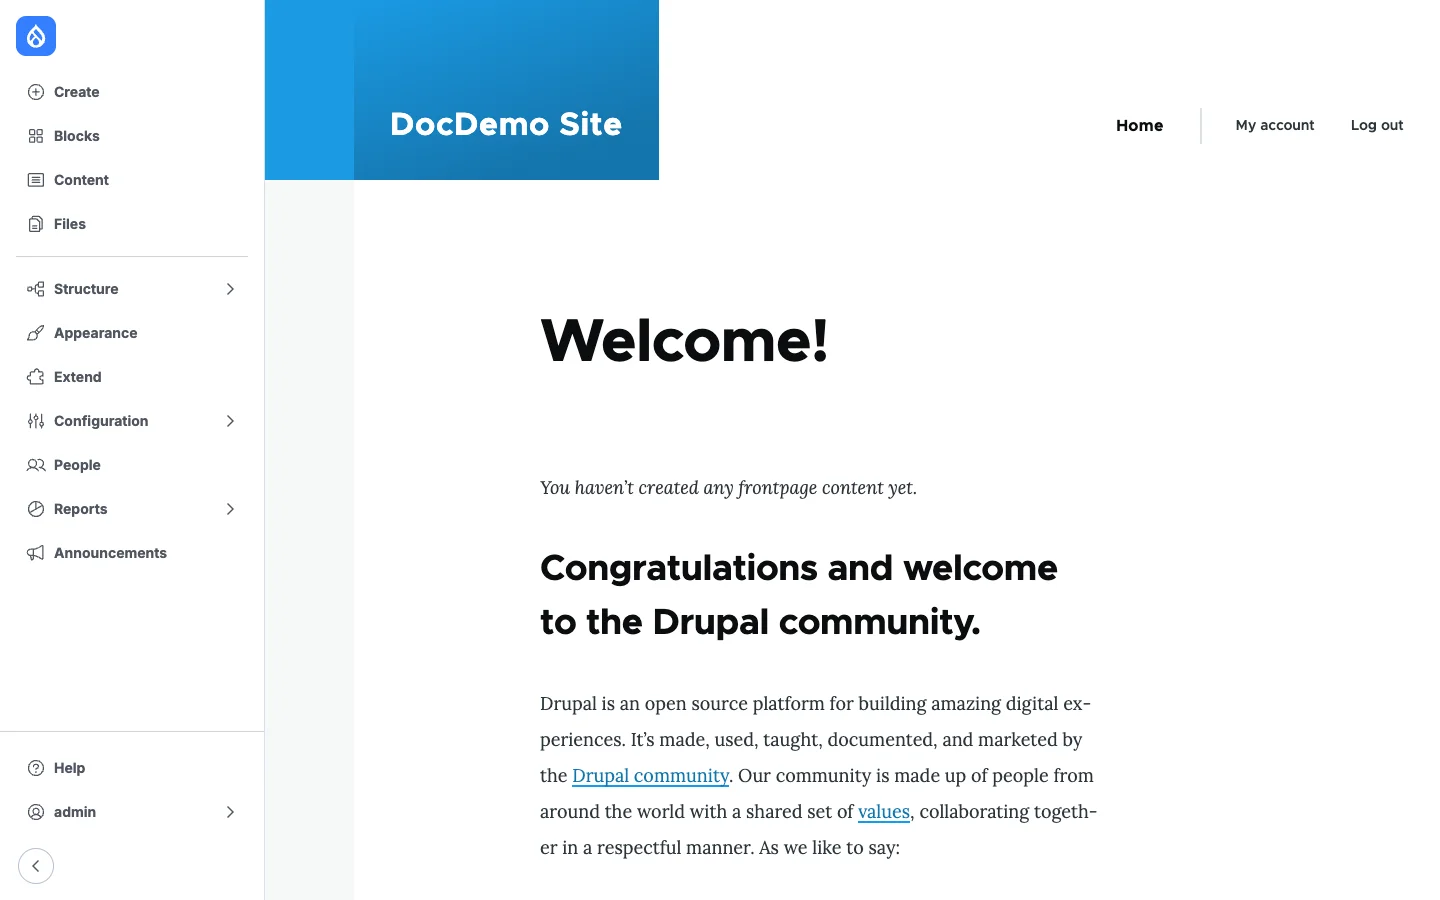 Create
Blocks
Content
Files
Structure
Appearance
Extend
Configuration
People
Reports
Announcements
Help
admin
DocDemo Site
Home
My account
Log out
Welcome!
You haven’t created any frontpage content yet.
Congratulations and welcome
to the Drupal community.
Drupal is an open source platform for building amazing digital ex-
periences. It’s made, used, taught, documented, and marketed by
the Drupal community. Our community is made up of people from
around the world with a shared set of values, collaborating togeth-
er in a respectful manner. As we like to say: